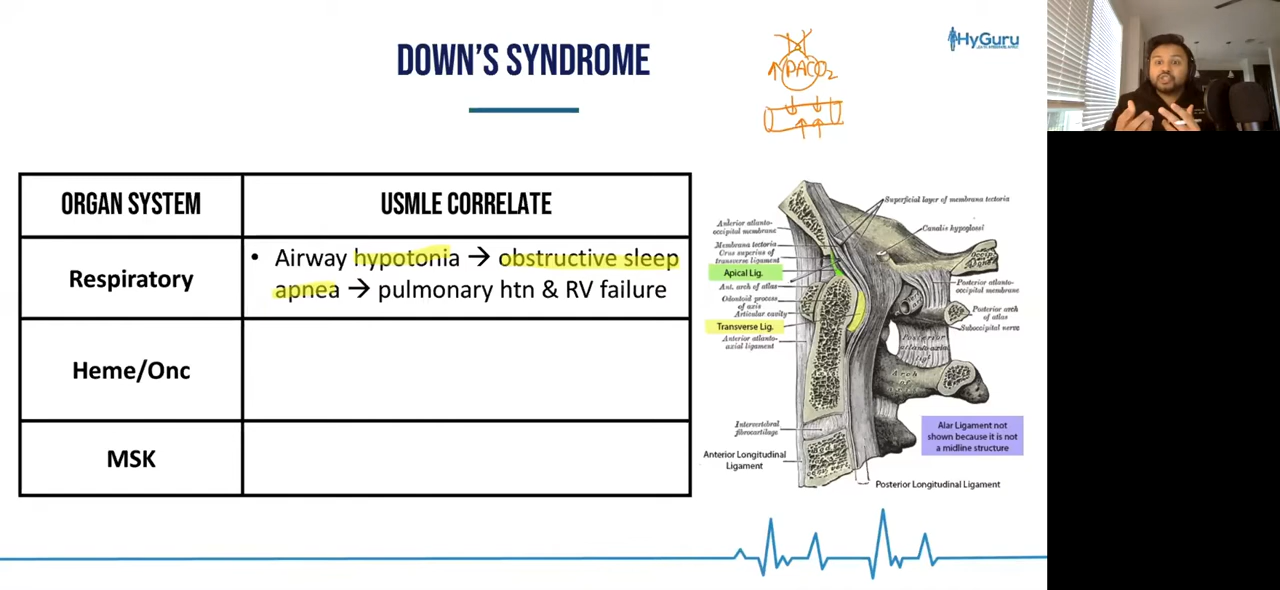 DOWN'S SYNDROME
↑PACO2
HyGuru
ORGAN SYSTEM
USMLE CORRELATE
Respiratory
• Airway hypotonia → obstructive sleep
apnea → pulmonary htn & RV failure
Heme/Onc
MSK
Superficial layer of membrana tectoria
Anterior atlanto-
occipital membrane
Canalis hypoglossi
Membrana tectoria
Crus superius of
transverse ligament
Apical Lig.
Ant. arch of atlas
Odontoid process
of axis
Articular cavity
Transverse Lig.
Anterior atlanto-
axial ligament
Posterior atlanto-
occipital membrane
Posterior arch
of atlas
Suboccipital nerve
Posterior
Arch
Intervertebral
fibrocartilage
Anterior Longitudinal
Ligament
Alar Ligament not
shown because it is not
a midline structure
Posterior Longitudinal Ligament